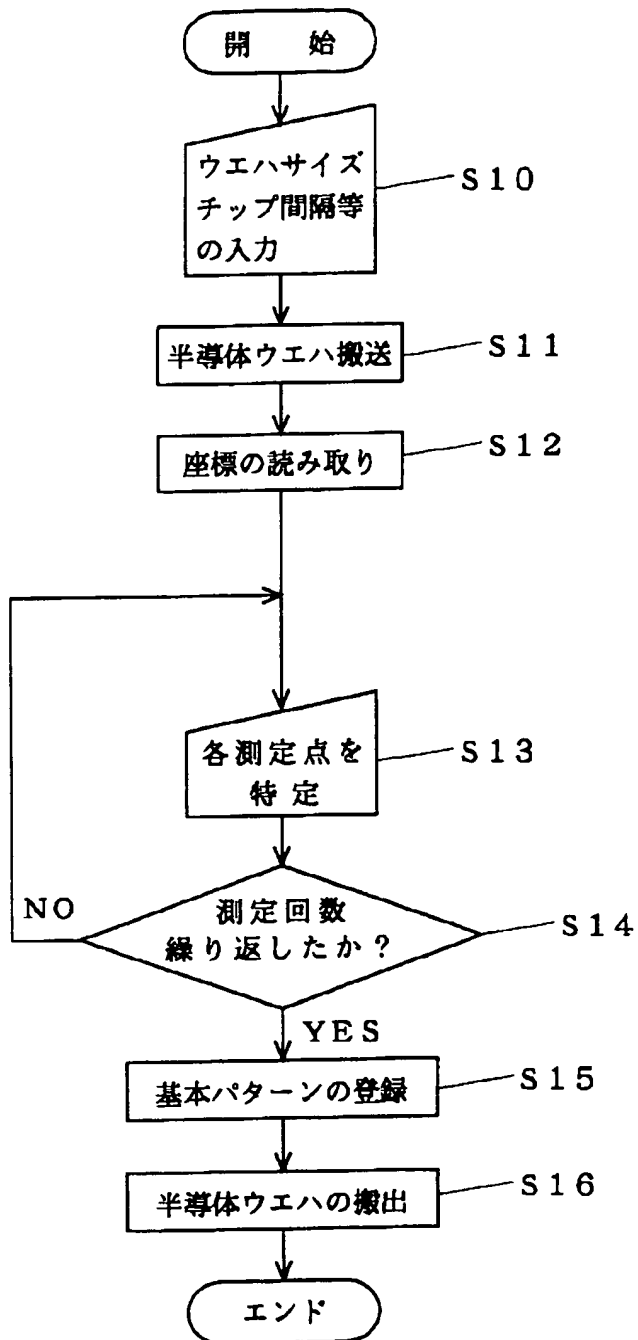 開 始
ウエハサイズ
チップ間隔等
の入力
S10
半導体ウエハ搬送
S11
座標の読み取り
S12
各測定点を
特定
S13
測定回数
繰り返したか？
S14
NO
YES
基本パターンの登録
S15
半導体ウエハの搬出
S16
エンド